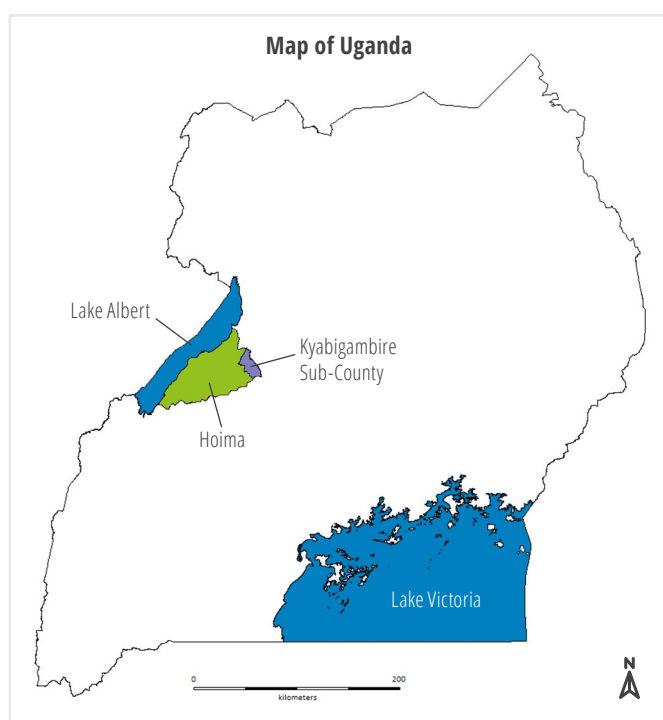 Map of Uganda
Lake Albert
Kyabigambire
Sub-County
Hoima
Lake Victoria
N
0 200
kilometers